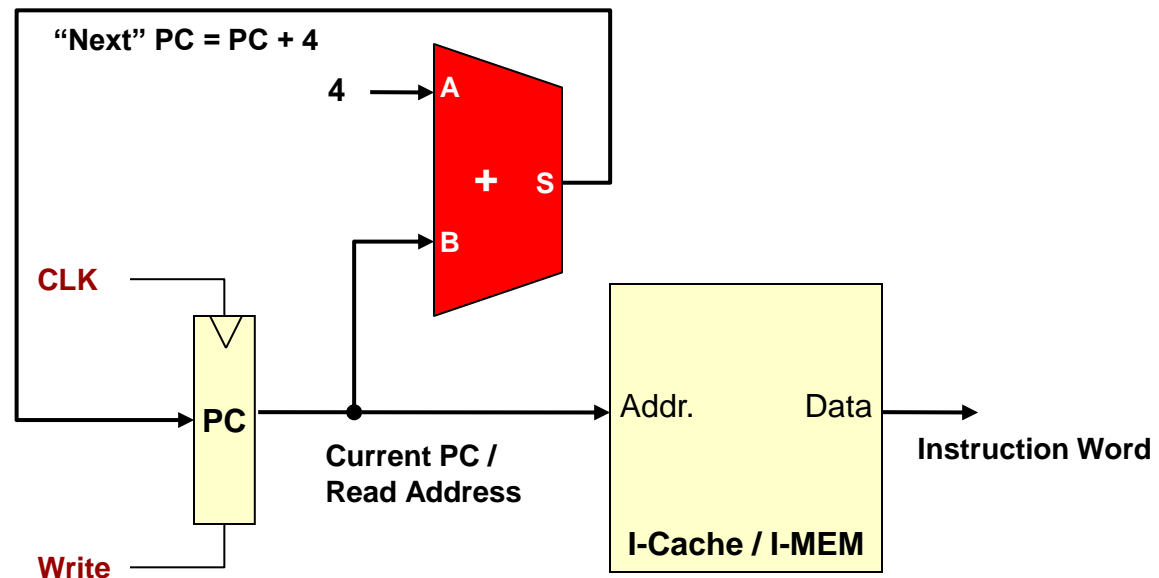 “Next” PC = PC + 4
4
A
+
S
B
CLK
PC
Addr.
Data
Current PC /
Read Address
Instruction Word
I-Cache / I-MEM
Write